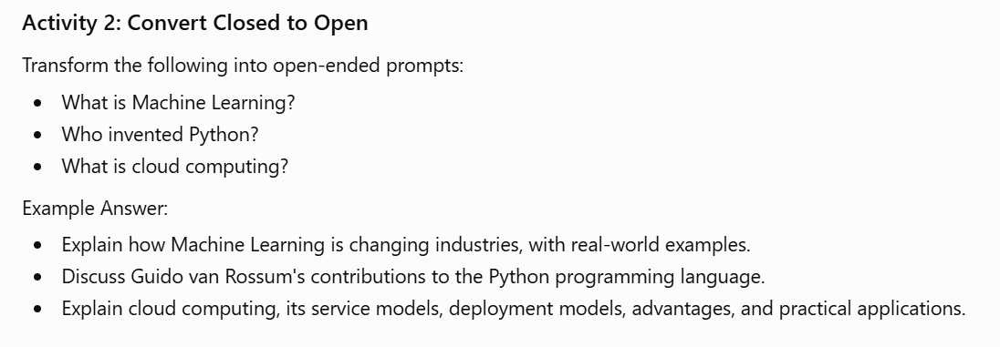 Activity 2: Convert Closed to Open
Transform the following into open-ended prompts:
• What is Machine Learning?
• Who invented Python?
• What is cloud computing?
Example Answer:
• Explain how Machine Learning is changing industries, with real-world examples.
• Discuss Guido van Rossum's contributions to the Python programming language.
• Explain cloud computing, its service models, deployment models, advantages, and practical applications.